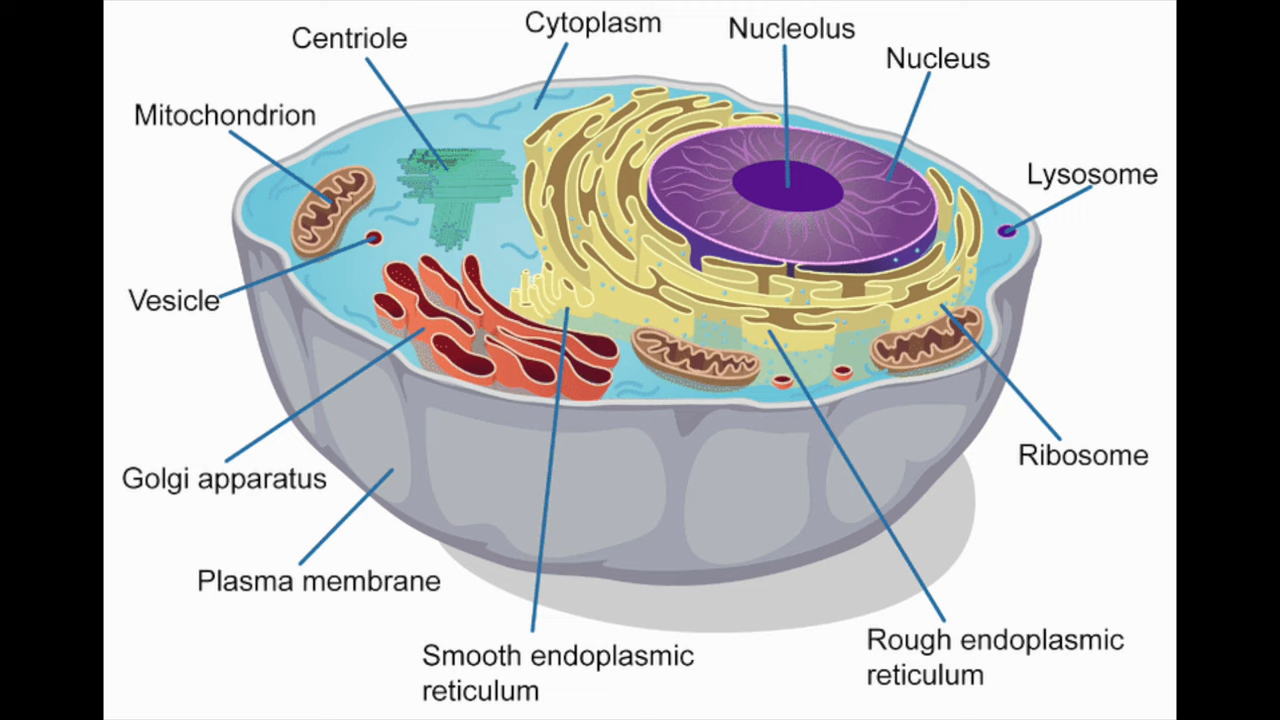 Cytoplasm
Nucleolus
Centriole
Nucleus
Mitochondrion
Lysosome
Vesicle
Ribosome
Golgi apparatus
Plasma membrane
Smooth endoplasmic
reticulum
Rough endoplasmic
reticulum